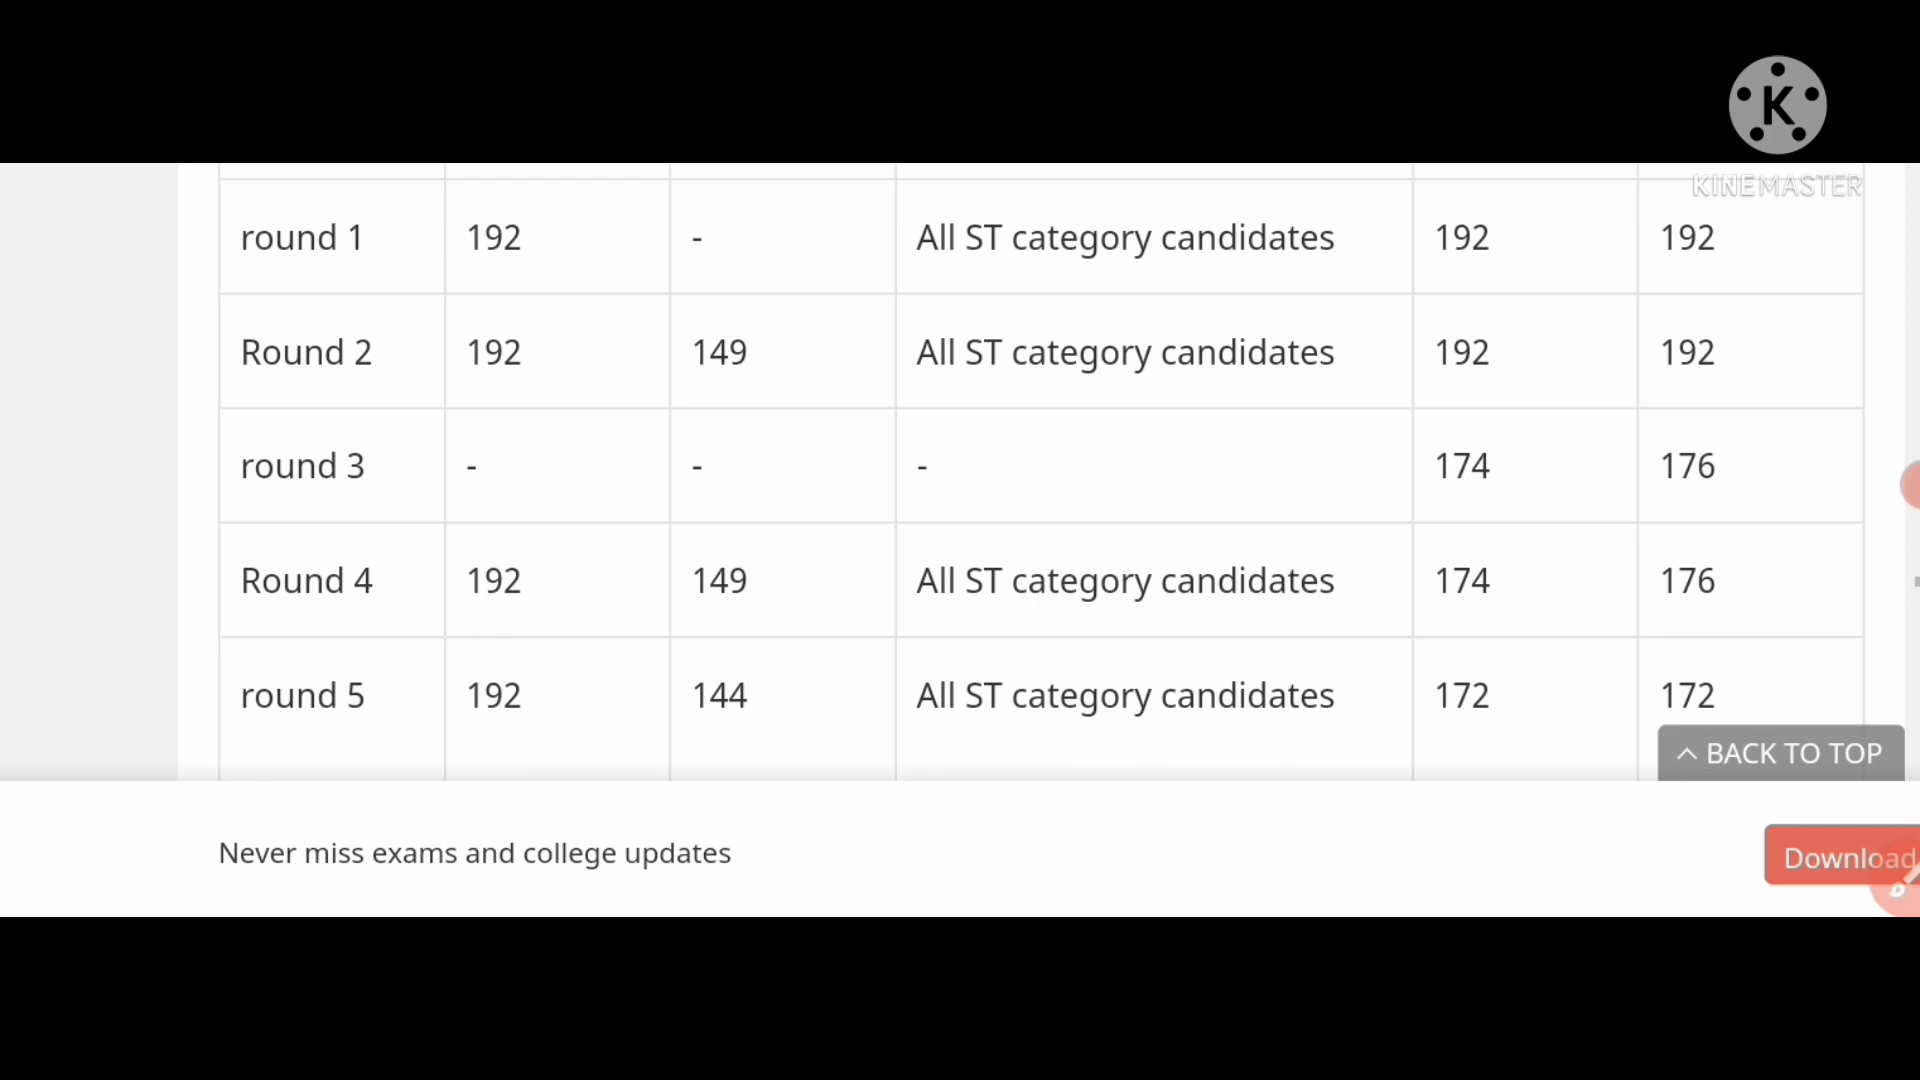 K
KINEMASTER
round 1 192 - All ST category candidates 192 192
Round 2 192 149 All ST category candidates 192 192
round 3 - - - 174 176
Round 4 192 149 All ST category candidates 174 176
round 5 192 144 All ST category candidates 172 172
BACK TO TOP
Never miss exams and college updates
Download